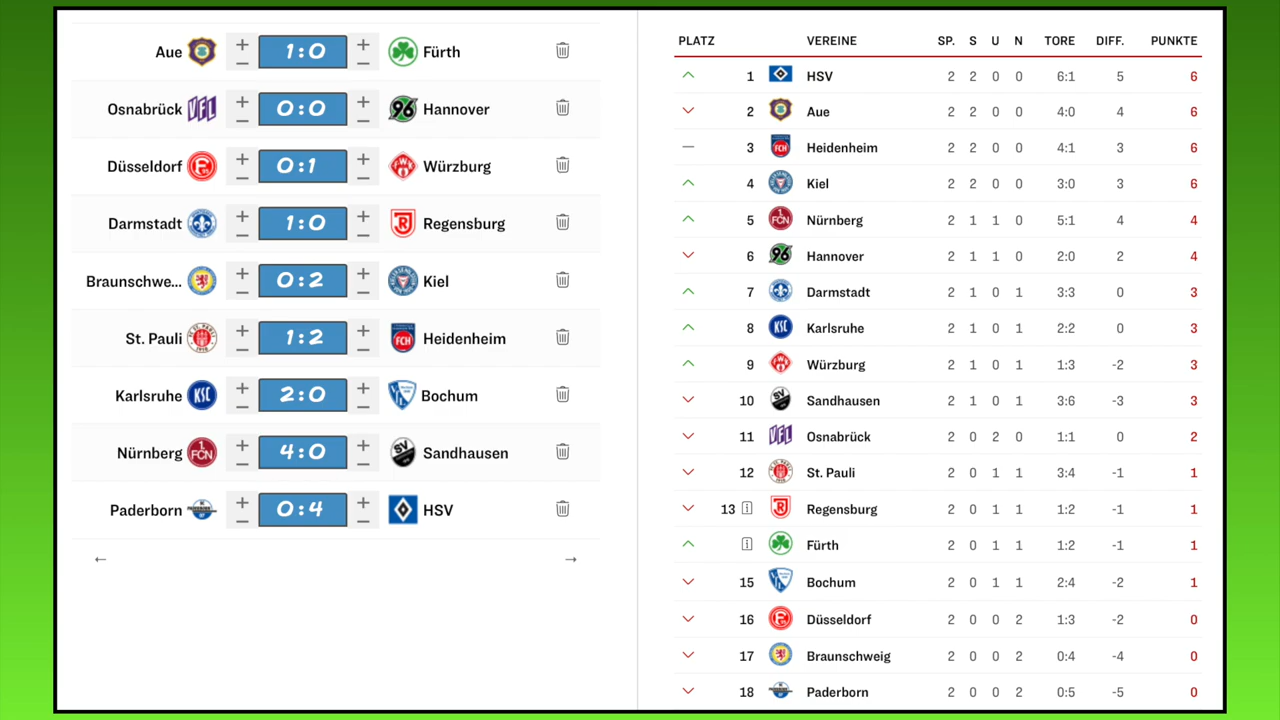 Aue + − 1:0 + − Fürth
Osnabrück + − 0:0 + − Hannover
Düsseldorf + − 0:1 + − Würzburg
Darmstadt + − 1:0 + − Regensburg
Braunschwe... + − 0:2 + − Kiel
St. Pauli + − 1:2 + − Heidenheim
Karlsruhe + − 2:0 + − Bochum
Nürnberg + − 4:0 + − Sandhausen
Paderborn + − 0:4 + − HSV
← →
PLATZ VEREINE SP. S U N TORE DIFF. PUNKTE
1 HSV 2 2 0 0 6:1 5 6
2 Aue 2 2 0 0 4:0 4 6
3 Heidenheim 2 2 0 0 4:1 3 6
4 Kiel 2 2 0 0 3:0 3 6
5 Nürnberg 2 1 1 0 5:1 4 4
6 Hannover 2 1 1 0 2:0 2 4
7 Darmstadt 2 1 0 1 3:3 0 3
8 Karlsruhe 2 1 0 1 2:2 0 3
9 Würzburg 2 1 0 1 1:3 -2 3
10 Sandhausen 2 1 0 1 3:6 -3 3
11 Osnabrück 2 0 2 0 1:1 0 2
12 St. Pauli 2 0 1 1 3:4 -1 1
13 i Regensburg 2 0 1 1 1:2 -1 1
i Fürth 2 0 1 1 1:2 -1 1
15 Bochum 2 0 1 1 2:4 -2 1
16 Düsseldorf 2 0 0 2 1:3 -2 0
17 Braunschweig 2 0 0 2 0:4 -4 0
18 Paderborn 2 0 0 2 0:5 -5 0